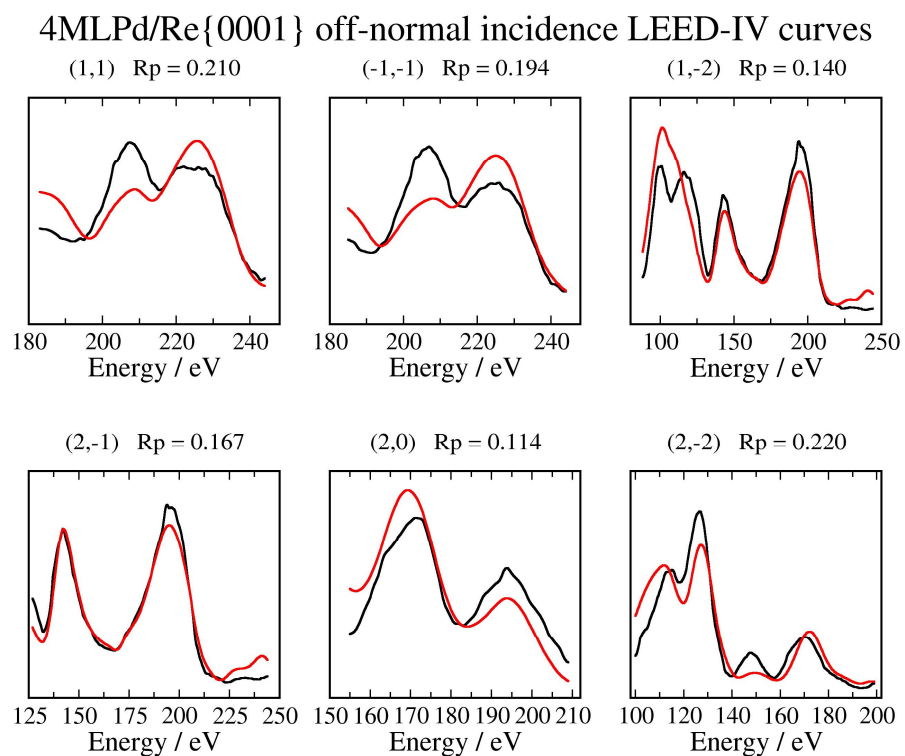 4MLPd/Re{0001} off-normal incidence LEED-IV curves
(1,1) Rp = 0.210
(-1,-1) Rp = 0.194
(1,-2) Rp = 0.140
180 200 220 240
180 200 220 240
100 150 200 250
Energy / eV
Energy / eV
Energy / eV
(2,-1) Rp = 0.167
(2,0) Rp = 0.114
(2,-2) Rp = 0.220
125 150 175 200 225 250
150 160 170 180 190 200 210
100 120 140 160 180 200
Energy / eV
Energy / eV
Energy / eV